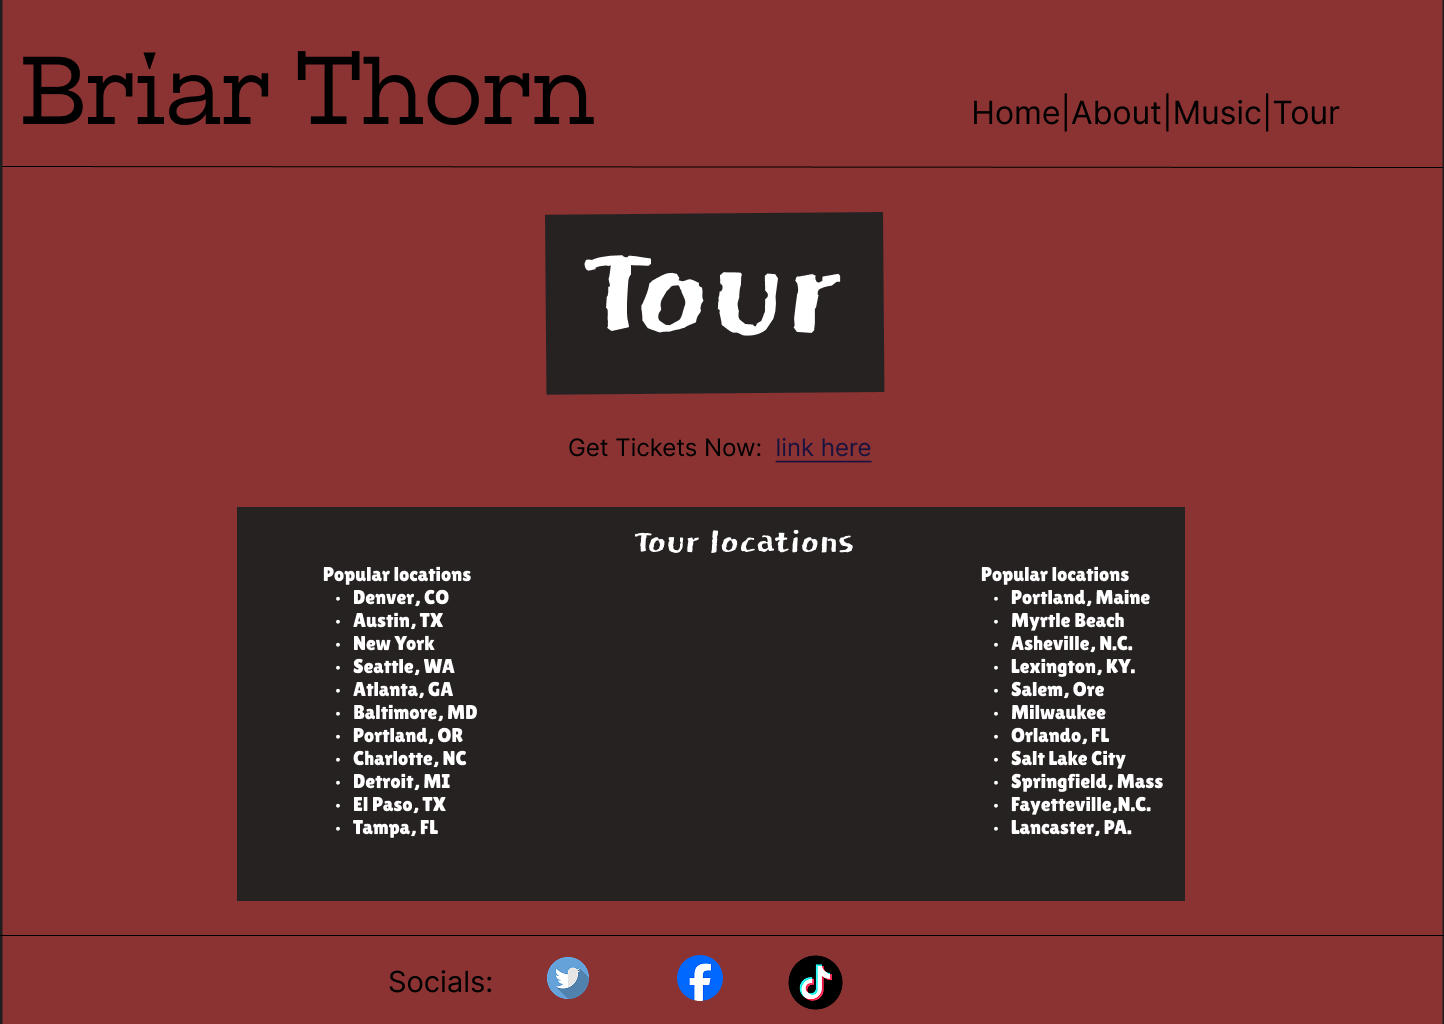 Briar Thorn
Home|About|Music|Tour
Tour
Get Tickets Now: link here
Tour locations
Popular locations
• Denver, CO
• Austin, TX
• New York
• Seattle, WA
• Atlanta, GA
• Baltimore, MD
• Portland, OR
• Charlotte, NC
• Detroit, MI
• El Paso, TX
• Tampa, FL
Popular locations
• Portland, Maine
• Myrtle Beach
• Asheville, N.C.
• Lexington, KY.
• Salem, Ore
• Milwaukee
• Orlando, FL
• Salt Lake City
• Springfield, Mass
• Fayetteville,N.C.
• Lancaster, PA.
Socials: